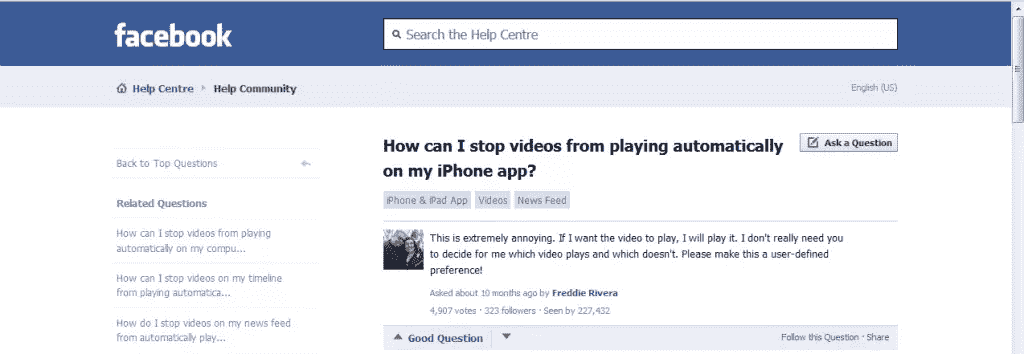 facebook
Search the Help Centre
Help Centre
Help Community
English (US)
Back to Top Questions
Related Questions
How can I stop videos from playing
automatically on my compu...
How can I stop videos on my timeline
from playing automatica...
How do I stop videos on my news feed
from automatically play...
How can I stop videos from playing automatically
on my iPhone app?
Ask a Question
iPhone & iPad App
Videos
News Feed
This is extremely annoying. If I want the video to play, I will play it. I don't really need you
to decide for me which video plays and which doesn't. Please make this a user-defined
preference!
Asked about 10 months ago by Freddie Rivera
4,907 votes · 323 followers · Seen by 227,432
Good Question
Follow this Question · Share